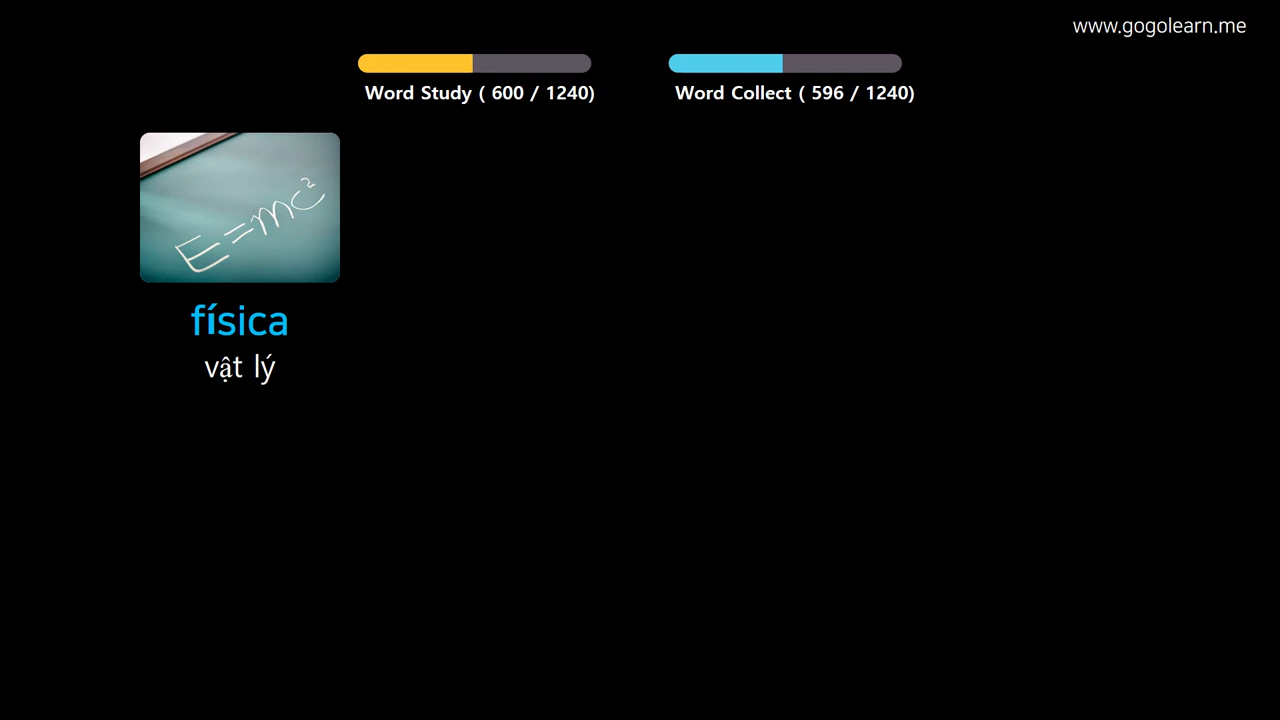 www.gogolearn.me
Word Study ( 600 / 1240)
Word Collect ( 596 / 1240)
E=mc²
física
vật lý